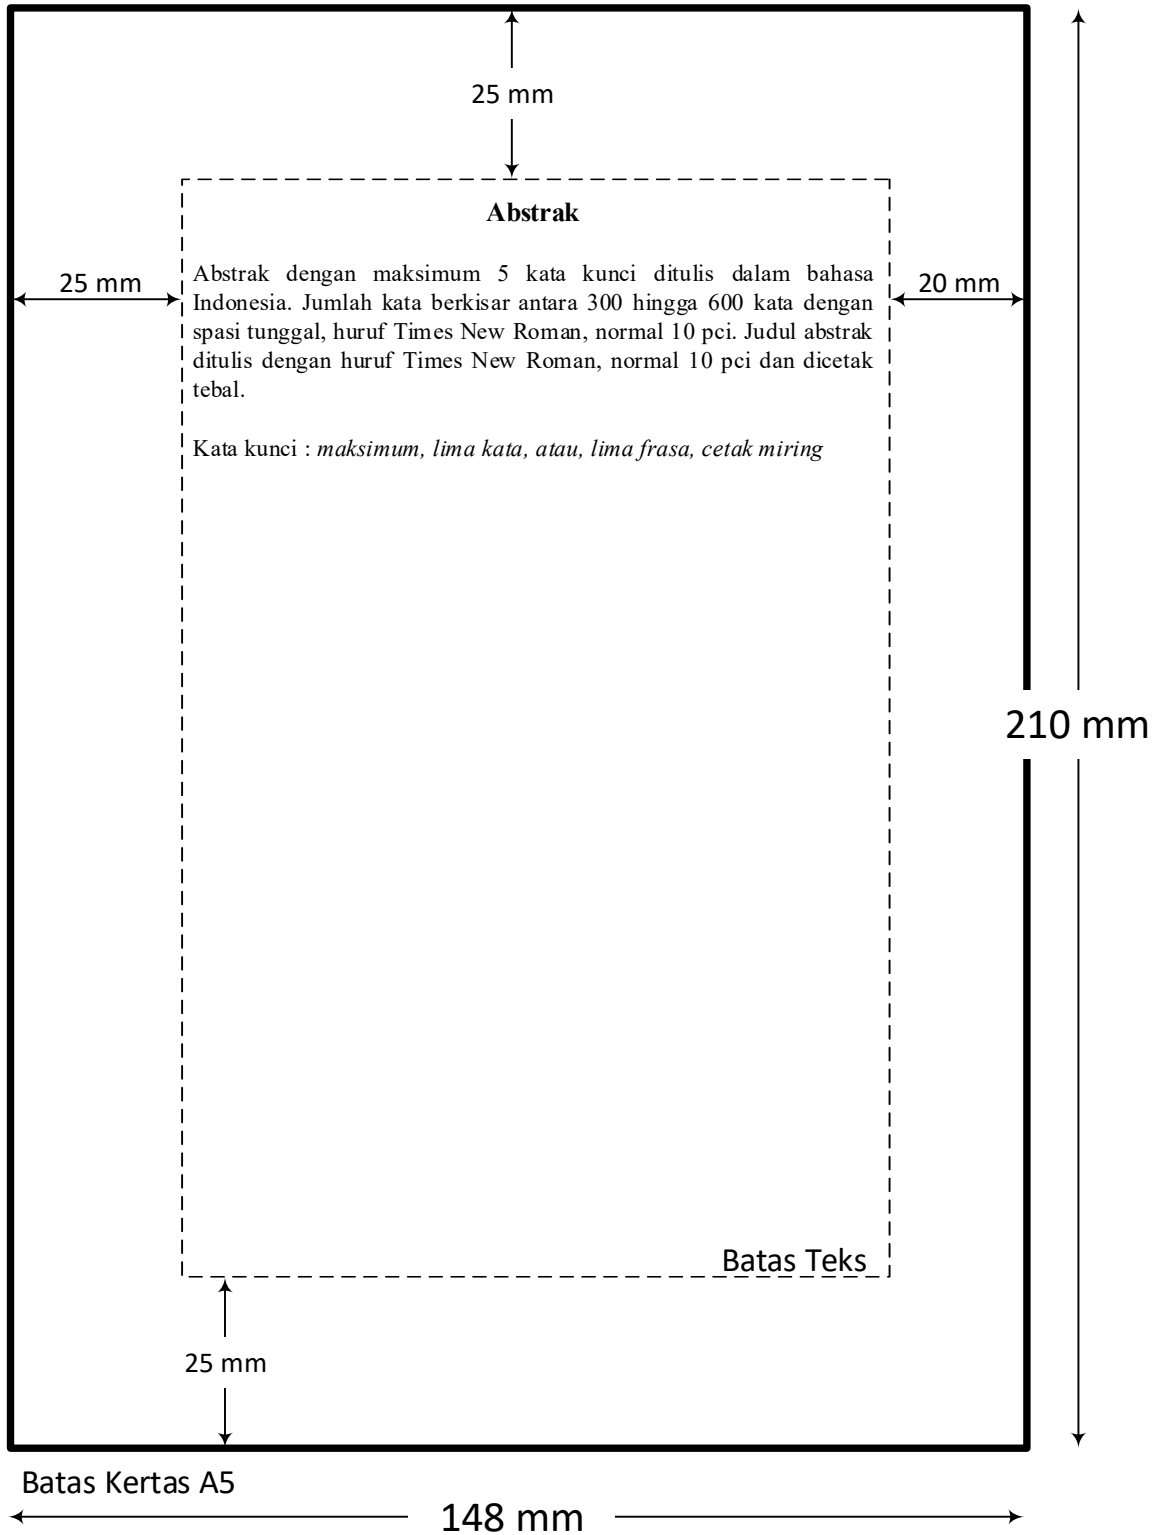 25 mm
Abstrak
25 mm
20 mm
Abstrak dengan maksimum 5 kata kunci ditulis dalam bahasa
Indonesia. Jumlah kata berkisar antara 300 hingga 600 kata dengan
spasi tunggal, huruf Times New Roman, normal 10 pci. Judul abstrak
ditulis dengan huruf Times New Roman, normal 10 pci dan dicetak
tebal.
Kata kunci : maksimum, lima kata, atau, lima frasa, cetak miring
210 mm
Batas Teks
25 mm
Batas Kertas A5
148 mm